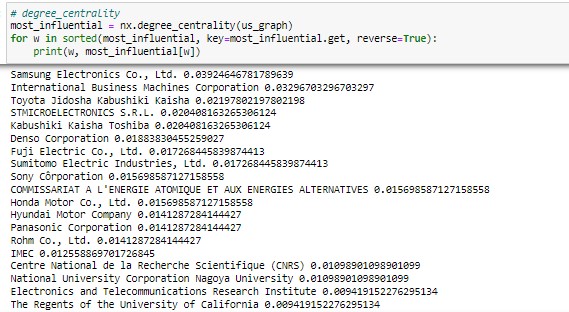 # degree_centrality
most_influential = nx.degree_centrality(us_graph)
for w in sorted(most_influential, key=most_influential.get, reverse=True):
    print(w, most_influential[w])
Samsung Electronics Co., Ltd. 0.03924646781789639
International Business Machines Corporation 0.03296703296703297
Toyota Jidosha Kabushiki Kaisha 0.02197802197802198
STMICROELECTRONICS S.R.L. 0.020408163265306124
Kabushiki Kaisha Toshiba 0.020408163265306124
Denso Corporation 0.01883830455259027
Fuji Electric Co., Ltd. 0.017268445839874413
Sumitomo Electric Industries, Ltd. 0.017268445839874413
Sony Côrporation 0.015698587127158558
COMMISSARIAT A L'ENERGIE ATOMIQUE ET AUX ENERGIES ALTERNATIVES 0.015698587127158558
Honda Motor Co., Ltd. 0.015698587127158558
Hyundai Motor Company 0.0141287284144427
Panasonic Corporation 0.0141287284144427
Rohm Co., Ltd. 0.0141287284144427
IMEC 0.012558869701726845
Centre National de la Recherche Scientifique (CNRS) 0.01098901098901099
National University Corporation Nagoya University 0.01098901098901099
Electronics and Telecommunications Research Institute 0.009419152276295134
The Regents of the University of California 0.009419152276295134